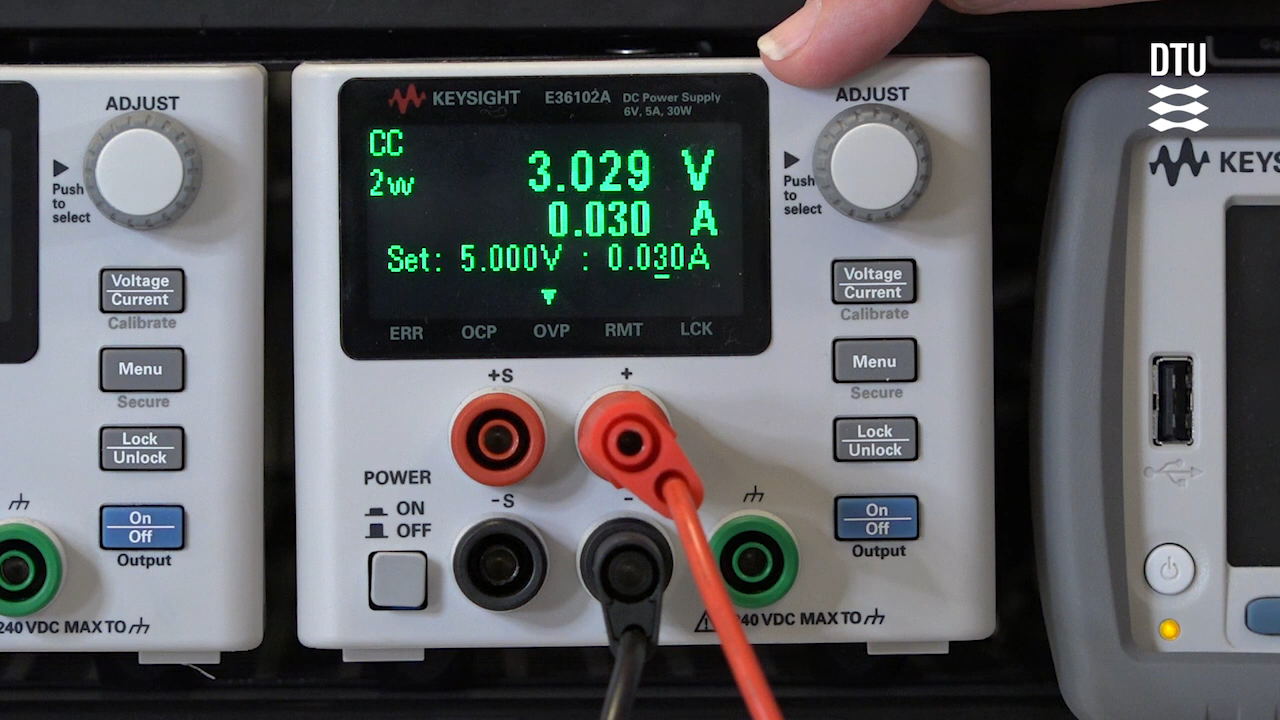 DTU
ADJUST
Push
to
select
Voltage
Current
Calibrate
Menu
Secure
Lock
Unlock
On
Off
Output
240 VDC MAX TO
KEYSIGHT E36102A DC Power Supply
6V, 5A, 30W
CC
2w
3.029 V
0.030 A
Set: 5.000V : 0.030A
ERR OCP OVP RMT LCK
+S +
-S -
POWER
ON
OFF
ADJUST
Push
to
select
Voltage
Current
Calibrate
Menu
Secure
Lock
Unlock
On
Off
Output
240 VDC MAX TO
KEYS